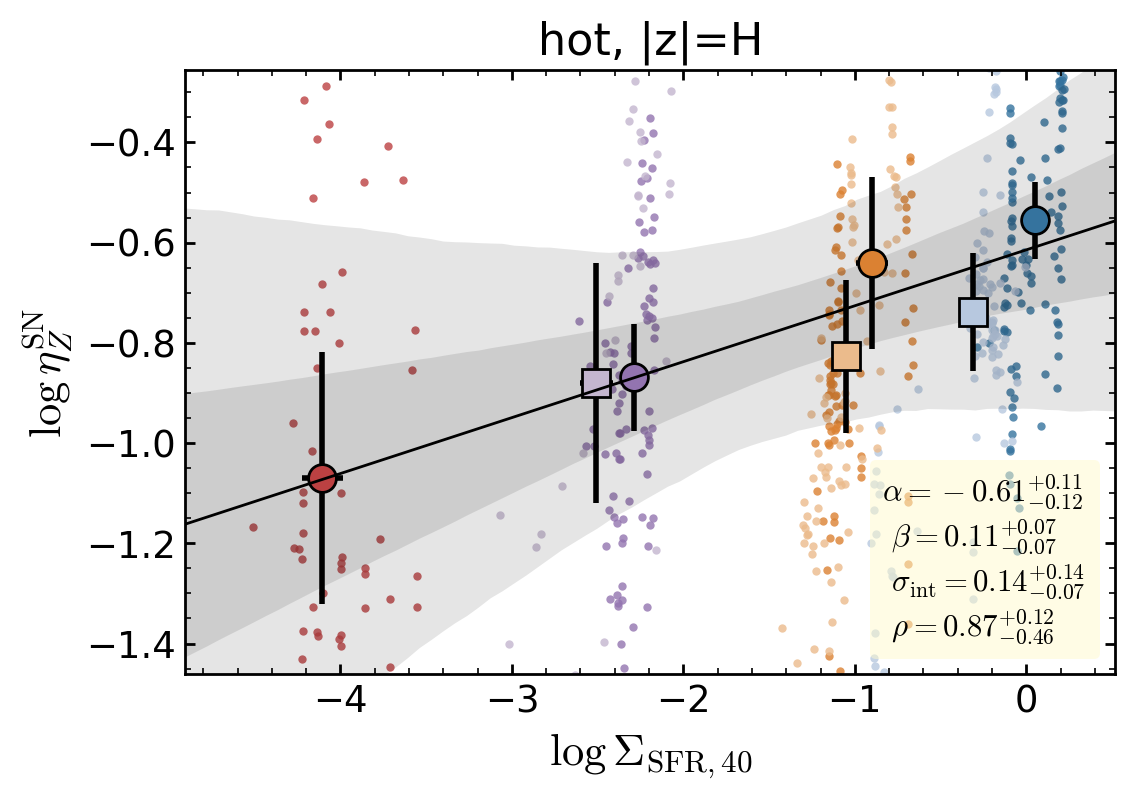 hot, |z|=H
−0.4
−0.6
−0.8
−1.0
−1.2
−1.4
log η_Z^SN
α = −0.61^{+0.11}_{−0.12}
β = 0.11^{+0.07}_{−0.07}
σ_int = 0.14^{+0.14}_{−0.07}
ρ = 0.87^{+0.12}_{−0.46}
−4 −3 −2 −1 0
log Σ_{SFR, 40}